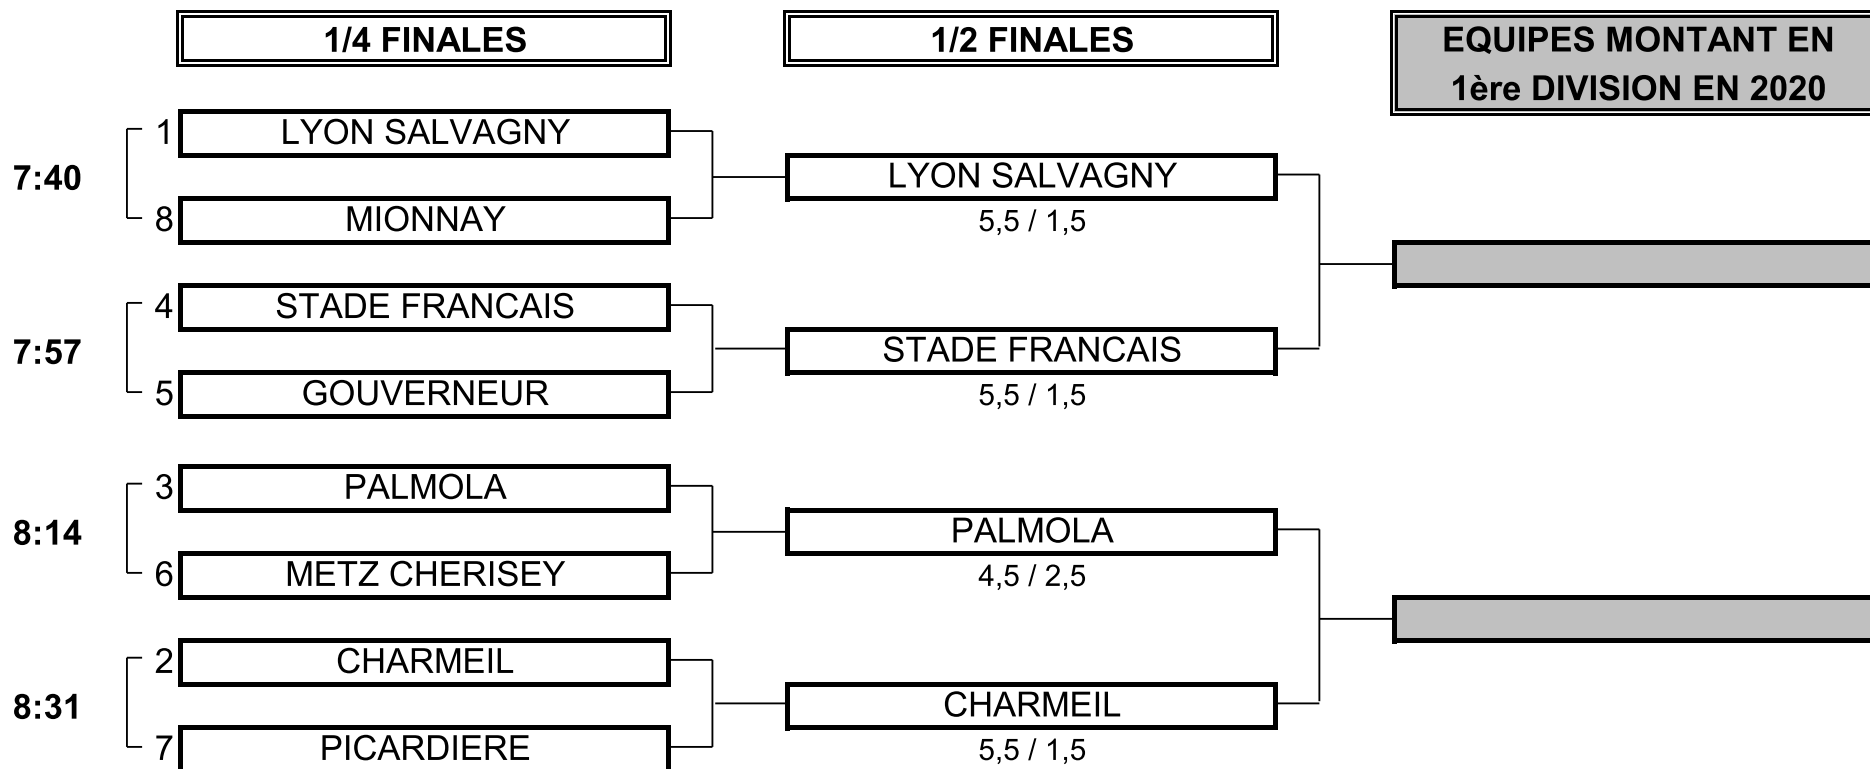 1/4 FINALES
1/2 FINALES
EQUIPES MONTANT EN
1ère DIVISION EN 2020
7:40
1 LYON SALVAGNY
8 MIONNAY
LYON SALVAGNY
5,5 / 1,5
7:57
4 STADE FRANCAIS
5 GOUVERNEUR
STADE FRANCAIS
5,5 / 1,5
8:14
3 PALMOLA
6 METZ CHERISEY
PALMOLA
4,5 / 2,5
8:31
2 CHARMEIL
7 PICARDIERE
CHARMEIL
5,5 / 1,5